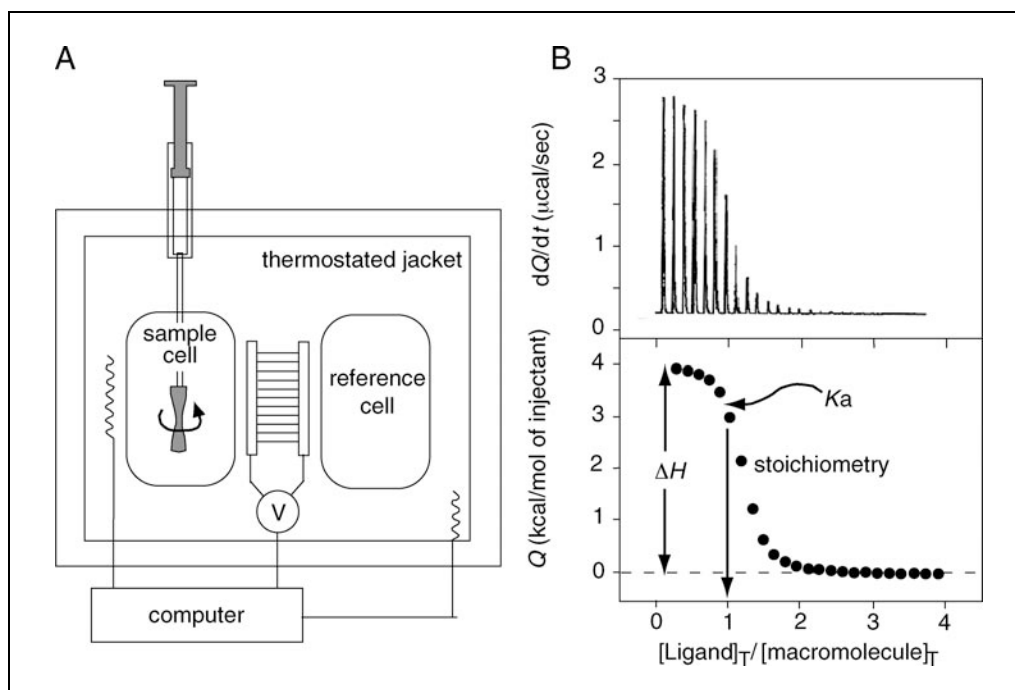 A
thermostated jacket
sample
cell
reference
cell
V
computer
B
dQ/dt (μcal/sec)
3
2
1
0
Q (kcal/mol of injectant)
4
3
2
1
0
Ka
ΔH
stoichiometry
0 1 2 3 4
[Ligand]T/[macromolecule]T